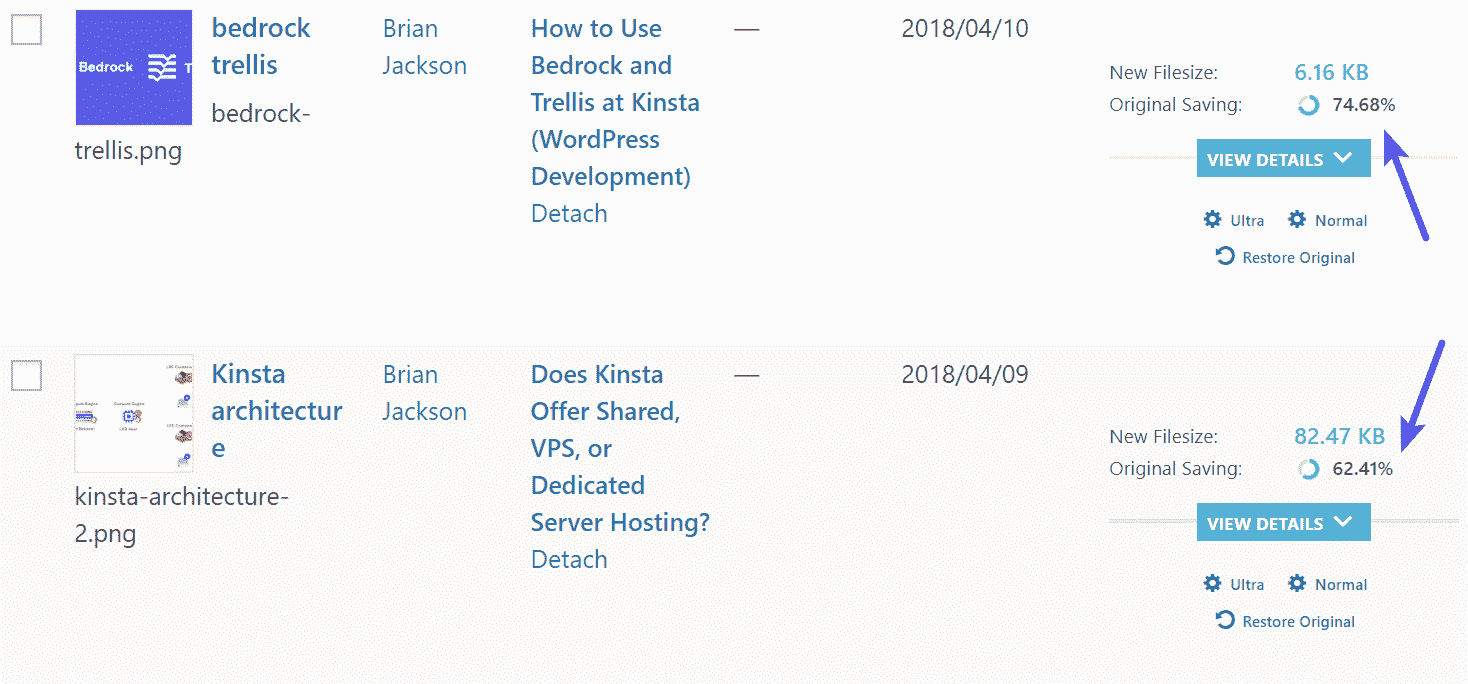 bedrock
trellis
bedrock-
trellis.png
Bedrock
T
Brian
Jackson
How to Use
Bedrock and
Trellis at Kinsta
(WordPress
Development)
Detach
—
2018/04/10
New Filesize: 6.16 KB
Original Saving: 74.68%
VIEW DETAILS
Ultra Normal
Restore Original
Kinsta
architectur
e
kinsta-architecture-
2.png
Brian
Jackson
Does Kinsta
Offer Shared,
VPS, or
Dedicated
Server Hosting?
Detach
—
2018/04/09
New Filesize: 82.47 KB
Original Saving: 62.41%
VIEW DETAILS
Ultra Normal
Restore Original